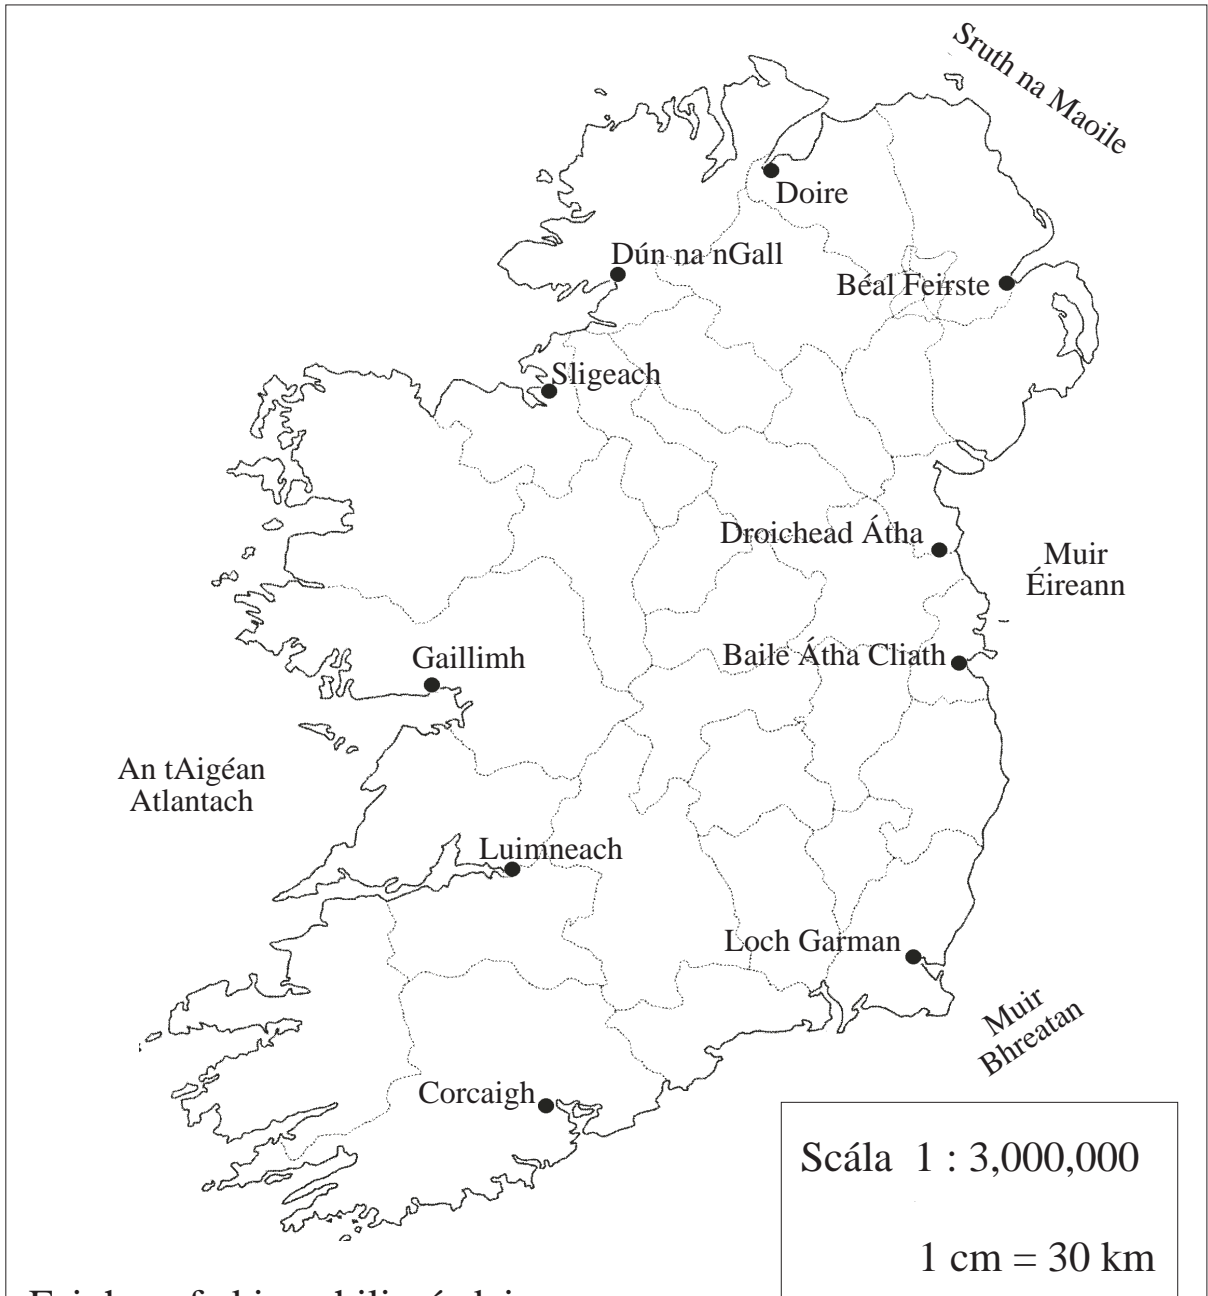 Sruth na Maoile
Doire
Dún na nGall
Béal Feirste
Sligeach
Droichead Átha
Muir
Éireann
Baile Átha Cliath
Gaillimh
An tAigéan
Atlantach
Luimneach
Loch Garman
Muir
Bhreatan
Corcaigh
Scála 1 : 3,000,000
1 cm = 30 km